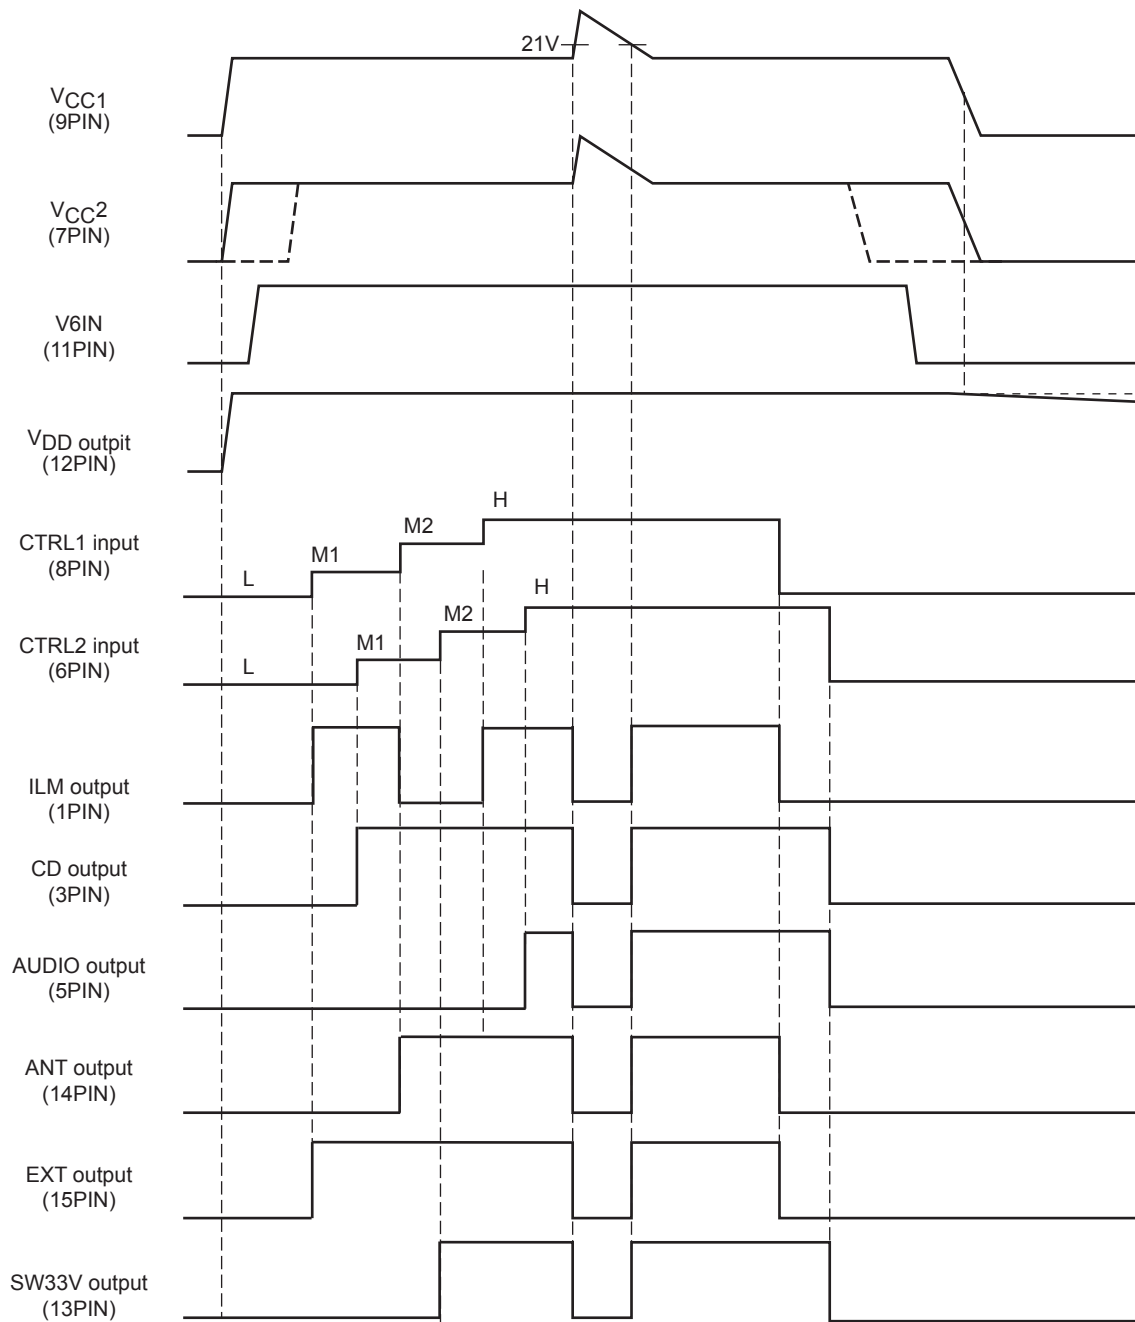 21V
VCC1
(9PIN)
VCC2
(7PIN)
V6IN
(11PIN)
VDD outpit
(12PIN)
H
M2
CTRL1 input
(8PIN)
M1
L
H
M2
CTRL2 input
(6PIN)
M1
L
ILM output
(1PIN)
CD output
(3PIN)
AUDIO output
(5PIN)
ANT output
(14PIN)
EXT output
(15PIN)
SW33V output
(13PIN)